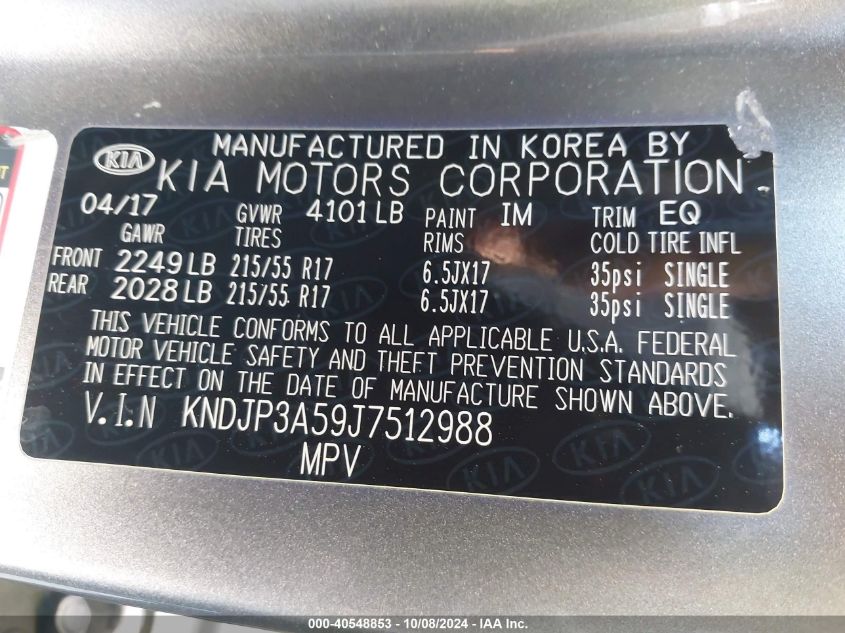 KIA MANUFACTURED IN KOREA BY
KIA MOTORS CORPORATION
04/17 GVWR 4101 LB PAINT IM TRIM EQ
GAWR TIRES RIMS COLD TIRE INFL
FRONT 2249 LB 215/55 R17 6.5JX17 35psi SINGLE
REAR 2028 LB 215/55 R17 6.5JX17 35psi SINGLE
THIS VEHICLE CONFORMS TO ALL APPLICABLE U.S.A. FEDERAL
MOTOR VEHICLE SAFETY AND THEFT PREVENTION STANDARDS
IN EFFECT ON THE DATE OF MANUFACTURE SHOWN ABOVE.
V.I.N KNDJP3A59J7512988
MPV
000-40548853 - 10/08/2024 - IAA Inc.